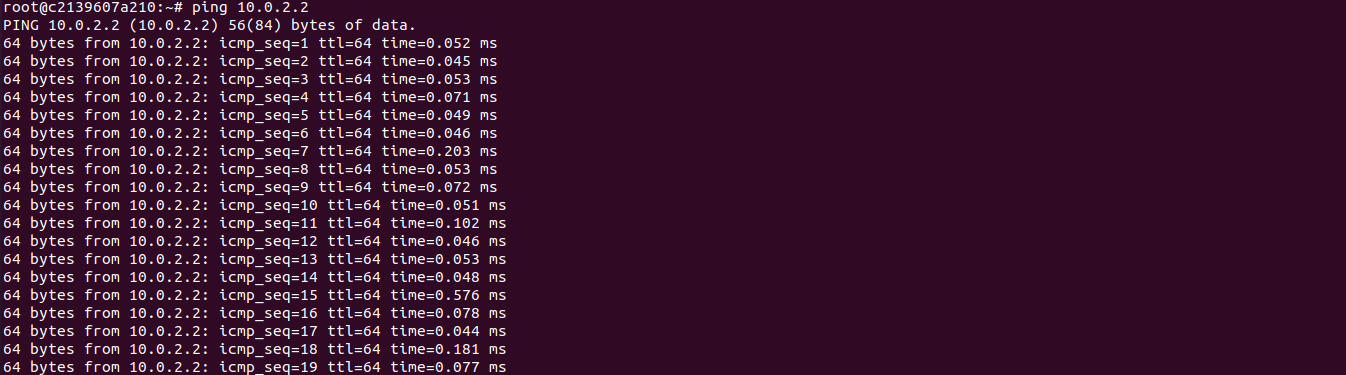 root@c2139607a210:~# ping 10.0.2.2
PING 10.0.2.2 (10.0.2.2) 56(84) bytes of data.
64 bytes from 10.0.2.2: icmp_seq=1 ttl=64 time=0.052 ms
64 bytes from 10.0.2.2: icmp_seq=2 ttl=64 time=0.045 ms
64 bytes from 10.0.2.2: icmp_seq=3 ttl=64 time=0.053 ms
64 bytes from 10.0.2.2: icmp_seq=4 ttl=64 time=0.071 ms
64 bytes from 10.0.2.2: icmp_seq=5 ttl=64 time=0.049 ms
64 bytes from 10.0.2.2: icmp_seq=6 ttl=64 time=0.046 ms
64 bytes from 10.0.2.2: icmp_seq=7 ttl=64 time=0.203 ms
64 bytes from 10.0.2.2: icmp_seq=8 ttl=64 time=0.053 ms
64 bytes from 10.0.2.2: icmp_seq=9 ttl=64 time=0.072 ms
64 bytes from 10.0.2.2: icmp_seq=10 ttl=64 time=0.051 ms
64 bytes from 10.0.2.2: icmp_seq=11 ttl=64 time=0.102 ms
64 bytes from 10.0.2.2: icmp_seq=12 ttl=64 time=0.046 ms
64 bytes from 10.0.2.2: icmp_seq=13 ttl=64 time=0.053 ms
64 bytes from 10.0.2.2: icmp_seq=14 ttl=64 time=0.048 ms
64 bytes from 10.0.2.2: icmp_seq=15 ttl=64 time=0.576 ms
64 bytes from 10.0.2.2: icmp_seq=16 ttl=64 time=0.078 ms
64 bytes from 10.0.2.2: icmp_seq=17 ttl=64 time=0.044 ms
64 bytes from 10.0.2.2: icmp_seq=18 ttl=64 time=0.181 ms
64 bytes from 10.0.2.2: icmp_seq=19 ttl=64 time=0.077 ms